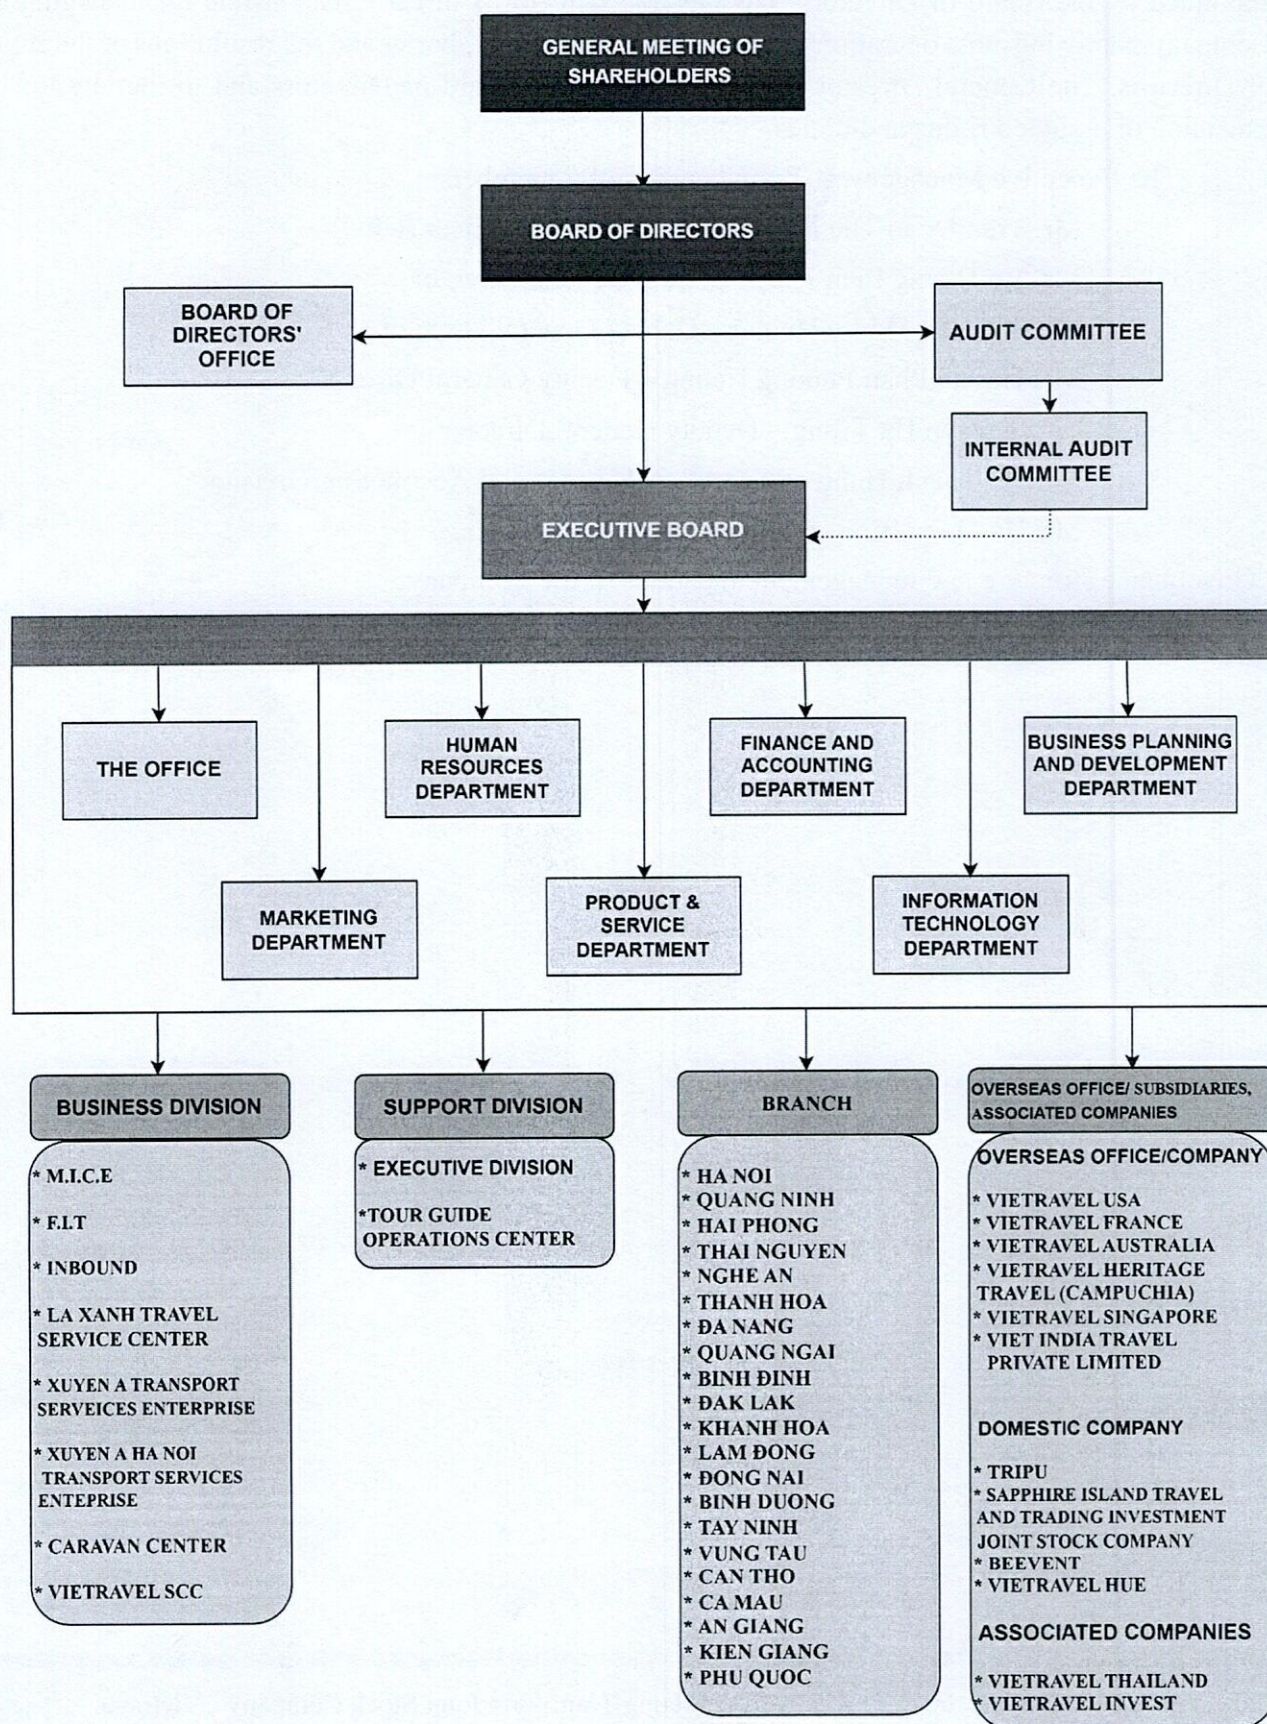 GENERAL MEETING OF
SHAREHOLDERS
BOARD OF DIRECTORS
BOARD OF
DIRECTORS'
OFFICE
AUDIT COMMITTEE
INTERNAL AUDIT
COMMITTEE
EXECUTIVE BOARD
THE OFFICE
HUMAN
RESOURCES
DEPARTMENT
FINANCE AND
ACCOUNTING
DEPARTMENT
BUSINESS PLANNING
AND DEVELOPMENT
DEPARTMENT
MARKETING
DEPARTMENT
PRODUCT &
SERVICE
DEPARTMENT
INFORMATION
TECHNOLOGY
DEPARTMENT
BUSINESS DIVISION
* M.I.C.E
* F.I.T
* INBOUND
* LA XANH TRAVEL
SERVICE CENTER
* XUYEN A TRANSPORT
SERVEICES ENTERPRISE
* XUYEN A HA NOI
TRANSPORT SERVICES
ENTEPRISE
* CARAVAN CENTER
* VIETRAVEL SCC
SUPPORT DIVISION
* EXECUTIVE DIVISION
*TOUR GUIDE
OPERATIONS CENTER
BRANCH
* HA NOI
* QUANG NINH
* HAI PHONG
* THAI NGUYEN
* NGHE AN
* THANH HOA
* ĐA NANG
* QUANG NGAI
* BINH ĐINH
* ĐAK LAK
* KHANH HOA
* LAM ĐONG
* ĐONG NAI
* BINH DUONG
* TAY NINH
* VUNG TAU
* CAN THO
* CA MAU
* AN GIANG
* KIEN GIANG
* PHU QUOC
OVERSEAS OFFICE/ SUBSIDIARIES,
ASSOCIATED COMPANIES
OVERSEAS OFFICE/COMPANY
* VIETRAVEL USA
* VIETRAVEL FRANCE
* VIETRAVEL AUSTRALIA
* VIETRAVEL HERITAGE
TRAVEL (CAMPUCHIA)
* VIETRAVEL SINGAPORE
* VIET INDIA TRAVEL
PRIVATE LIMITED
DOMESTIC COMPANY
* TRIPU
* SAPPHIRE ISLAND TRAVEL
AND TRADING INVESTMENT
JOINT STOCK COMPANY
* BEEVENT
* VIETRAVEL HUE
ASSOCIATED COMPANIES
* VIETRAVEL THAILAND
* VIETRAVEL INVEST